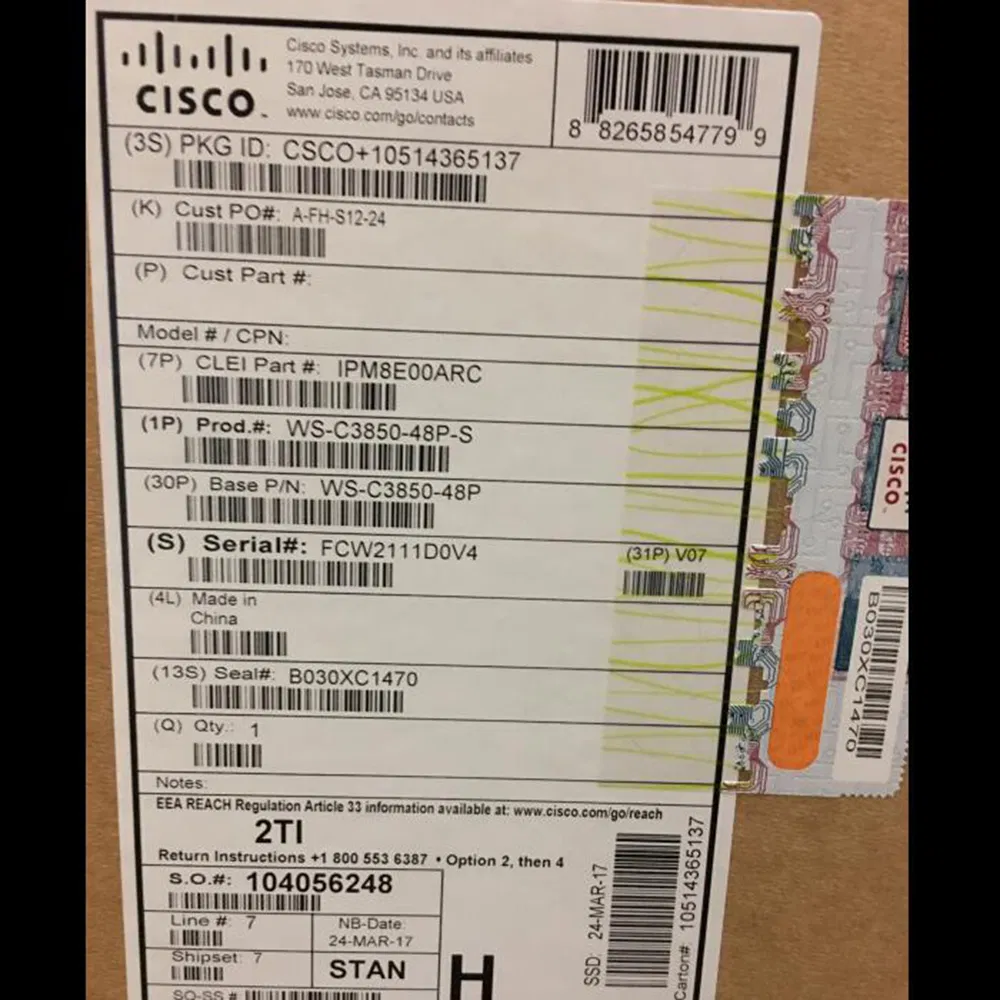 CISCO
Cisco Systems, Inc. and its affiliates
170 West Tasman Drive
San Jose, CA 95134 USA
www.cisco.com/go/contacts
8 82658 54779 9
(3S) PKG ID: CSCO+10514365137
(K) Cust PO#: A-FH-S12-24
(P) Cust Part #:
Model # / CPN:
(7P) CLEI Part #: IPM8E00ARC
(1P) Prod.#: WS-C3850-48P-S
(30P) Base P/N: WS-C3850-48P
(S) Serial#: FCW2111D0V4
(31P) V07
(4L) Made in
China
(13S) Seal#: B030XC1470
(Q) Qty.: 1
Notes:
EEA REACH Regulation Article 33 information available at: www.cisco.com/go/reach
2TI
Return Instructions +1 800 553 6387 • Option 2, then 4
S.O.#: 104056248
Line #: 7
NB-Date:
24-MAR-17
Shipset: 7
STAN
SO-SS #
H
SSD: 24-MAR-17
Carton# 10514365137
CISCO
B030XC1470